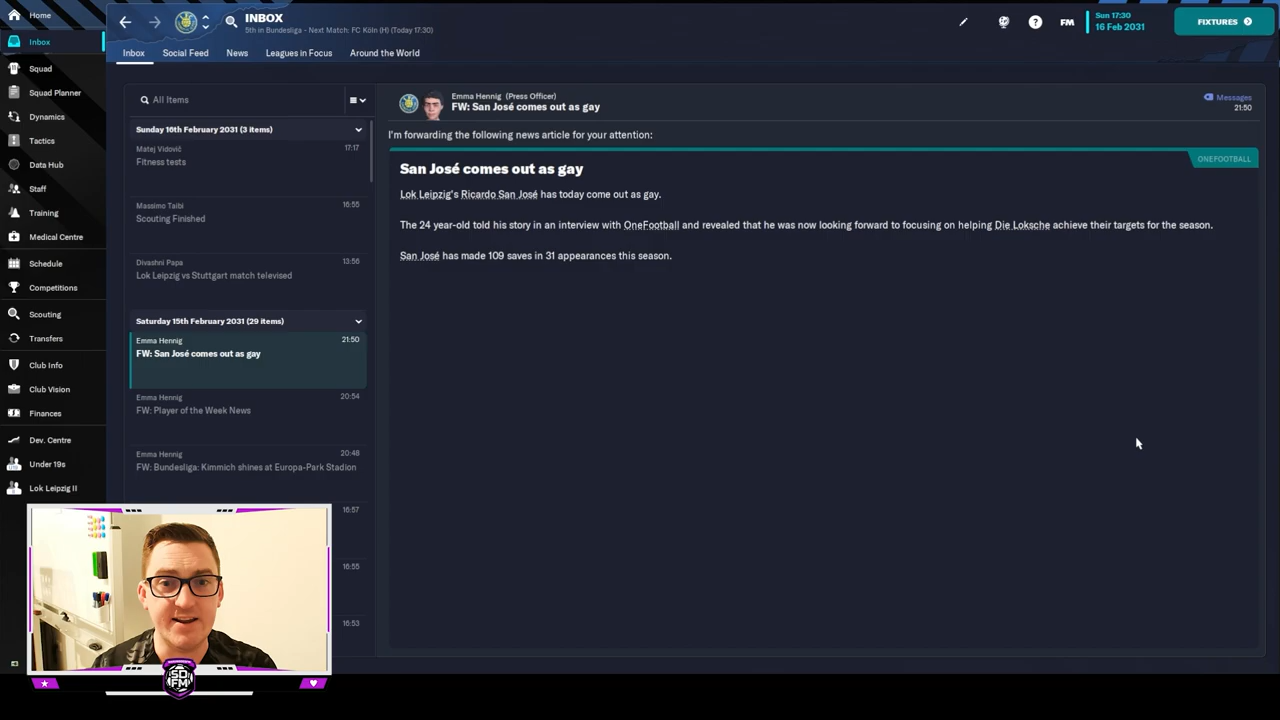 Home
Inbox
Squad
Squad Planner
Dynamics
Tactics
Data Hub
Staff
Training
Medical Centre
Schedule
Competitions
Scouting
Transfers
Club Info
Club Vision
Finances
Dev. Centre
Under 19s
Lok Leipzig II
INBOX
5th in Bundesliga - Next Match: FC Köln (H) (Today 17:30)
FM
Sun 17:30
16 Feb 2031
FIXTURES
Inbox
Social Feed
News
Leagues in Focus
Around the World
All Items
Sunday 16th February 2031 (3 items)
Matej Vidović 17:17
Fitness tests
Massimo Taibi 16:55
Scouting Finished
Divashni Papa 13:56
Lok Leipzig vs Stuttgart match televised
Saturday 15th February 2031 (29 items)
Emma Hennig 21:50
FW: San José comes out as gay
Emma Hennig 20:54
FW: Player of the Week News
Emma Hennig 20:48
FW: Bundesliga: Kimmich shines at Europa-Park Stadion
16:57
16:55
16:53
Emma Hennig (Press Officer)
FW: San José comes out as gay
Messages
21:50
I'm forwarding the following news article for your attention:
ONEFOOTBALL
San José comes out as gay
Lok Leipzig's Ricardo San José has today come out as gay.
The 24 year-old told his story in an interview with OneFootball and revealed that he was now looking forward to focusing on helping Die Loksche achieve their targets for the season.
San José has made 109 saves in 31 appearances this season.
SD
FM